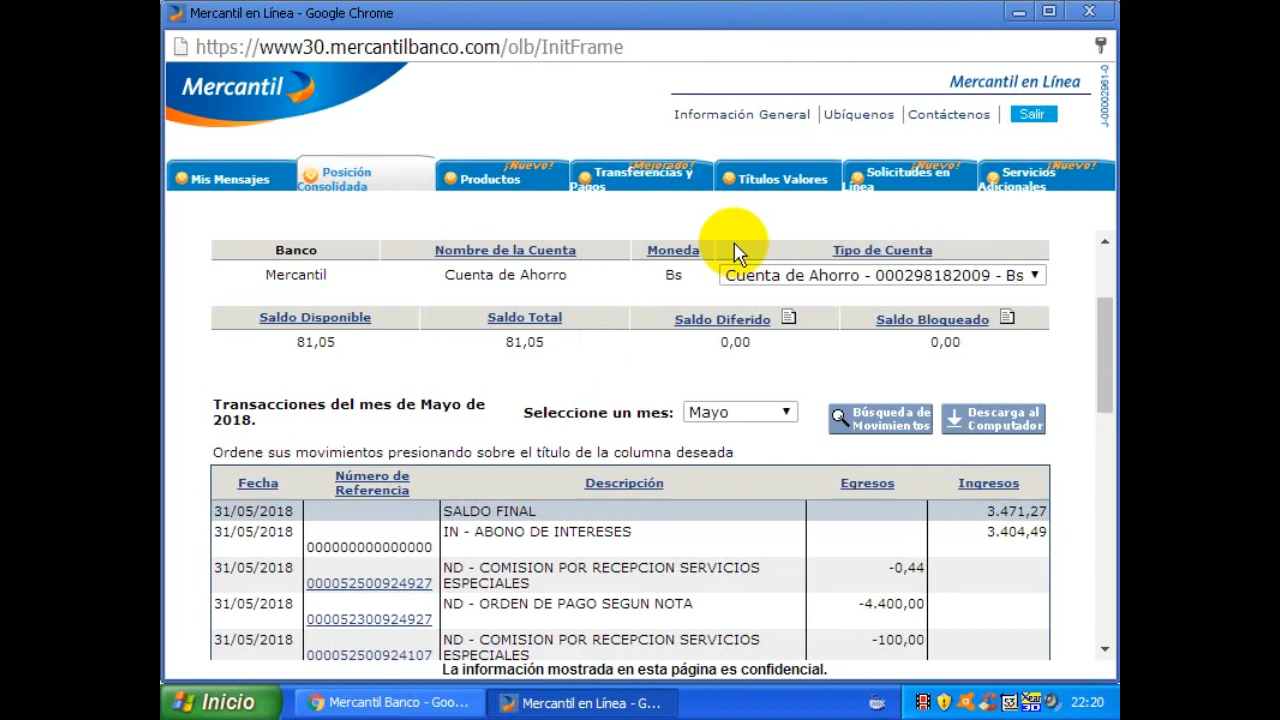 Mercantil en Línea - Google Chrome
https://www30.mercantilbanco.com/olb/InitFrame
Mercantil
Mercantil en Línea
J-00002961-0
Información General | Ubíquenos | Contáctenos | Salir
Mis Mensajes
Posición Consolidada
¡Nuevo!
Productos
¡Mejorado!
Transferencias y Pagos
Títulos Valores
¡Nuevo!
Solicitudes en Línea
¡Nuevo!
Servicios Adicionales
Banco Nombre de la Cuenta Moneda Tipo de Cuenta
Mercantil Cuenta de Ahorro Bs Cuenta de Ahorro - 000298182009 - Bs
Saldo Disponible Saldo Total Saldo Diferido Saldo Bloqueado
81,05 81,05 0,00 0,00
Transacciones del mes de Mayo de
2018.
Seleccione un mes: Mayo
Búsqueda de
Movimientos
Descarga al
Computador
Ordene sus movimientos presionando sobre el título de la columna deseada
Fecha Número de Referencia Descripción Egresos Ingresos
31/05/2018 SALDO FINAL 3.471,27
31/05/2018 000000000000000 IN - ABONO DE INTERESES 3.404,49
31/05/2018 000052500924927 ND - COMISION POR RECEPCION SERVICIOS ESPECIALES -0,44
31/05/2018 000052300924927 ND - ORDEN DE PAGO SEGUN NOTA -4.400,00
31/05/2018 000052500924107 ND - COMISION POR RECEPCION SERVICIOS ESPECIALES -100,00
La información mostrada en esta página es confidencial.
Inicio
Mercantil Banco - Goo...
Mercantil en Línea - G...
22:20